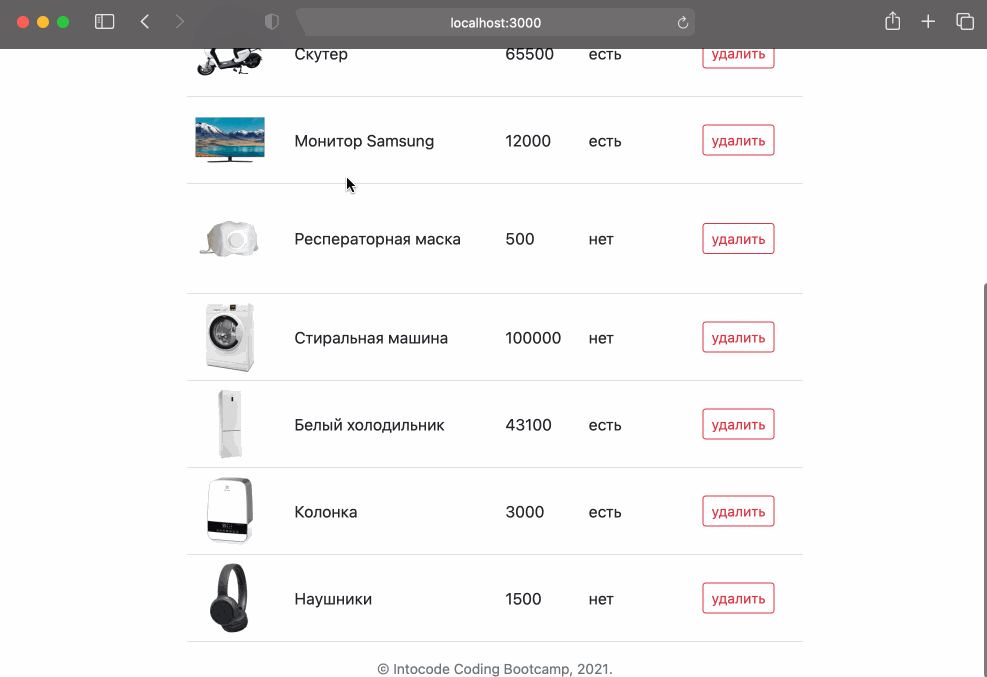 localhost:3000
Скутер 65500 есть удалить
Монитор Samsung 12000 есть удалить
Респераторная маска 500 нет удалить
Стиральная машина 100000 нет удалить
Белый холодильник 43100 есть удалить
Колонка 3000 есть удалить
Наушники 1500 нет удалить
© Intocode Coding Bootcamp, 2021.